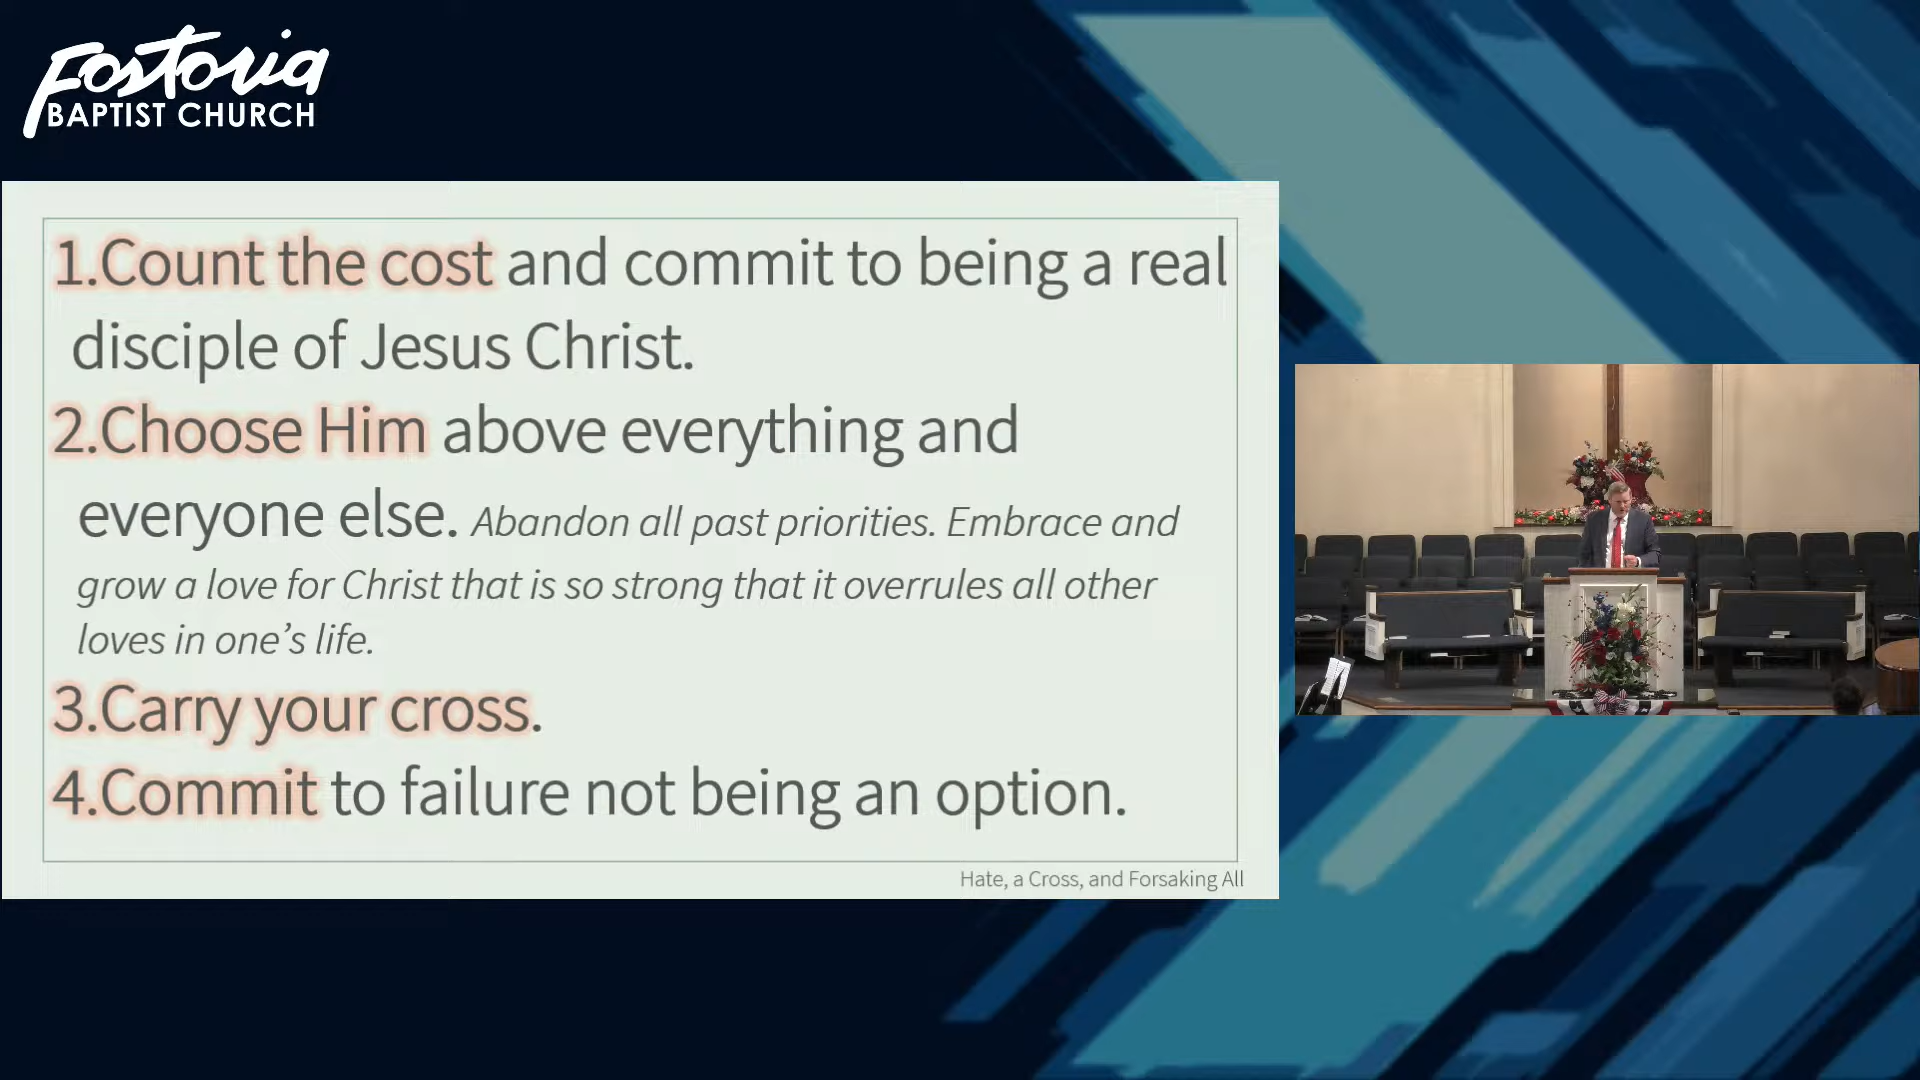 Fostoria
BAPTIST CHURCH
1.Count the cost and commit to being a real
disciple of Jesus Christ.
2.Choose Him above everything and
everyone else. Abandon all past priorities. Embrace and
grow a love for Christ that is so strong that it overrules all other
loves in one’s life.
3.Carry your cross.
4.Commit to failure not being an option.
Hate, a Cross, and Forsaking All